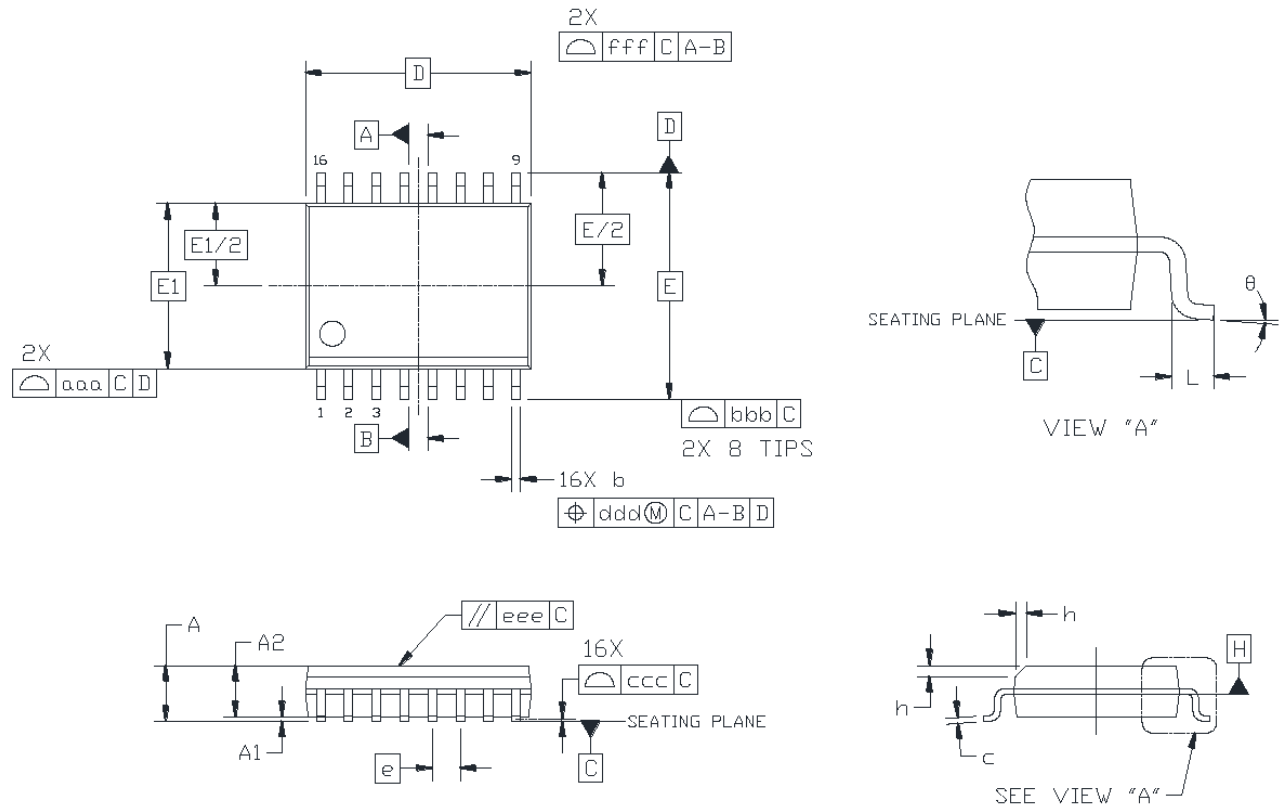 2X
⌓ fff C A-B
D
A
D
16
9
E1/2
E/2
E1
E
2X
⌓ aaa C D
1 2 3
B
⌓ bbb C
2X 8 TIPS
16X b
⌖ ddd Ⓜ C A-B D
θ
SEATING PLANE
C
L
VIEW "A"
// eee C
A
A2
16X
⌓ ccc C
SEATING PLANE
A1
e
C
h
H
h
c
SEE VIEW "A"